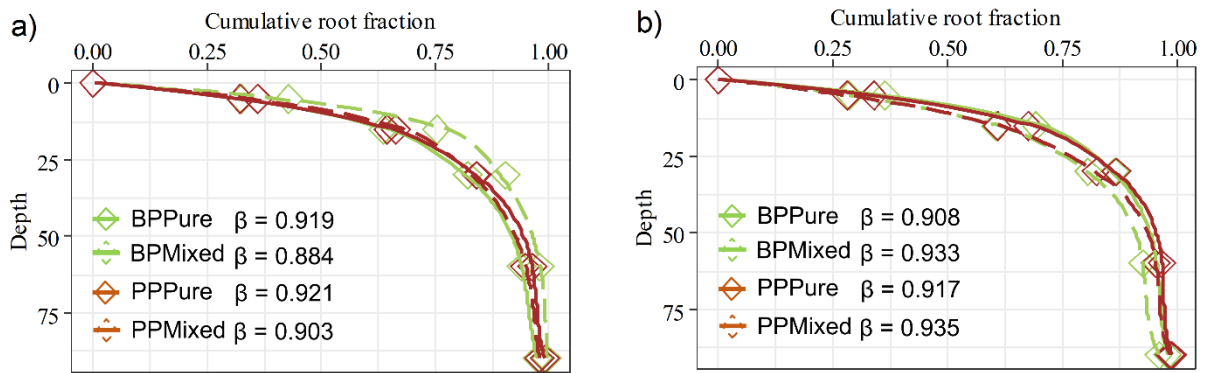 a)
Cumulative root fraction
0.00 0.25 0.50 0.75 1.00
0
25
50
75
Depth
BPPure β = 0.919
BPMixed β = 0.884
PPPure β = 0.921
PPMixed β = 0.903
b)
Cumulative root fraction
0.00 0.25 0.50 0.75 1.00
0
25
50
75
Depth
BPPure β = 0.908
BPMixed β = 0.933
PPPure β = 0.917
PPMixed β = 0.935